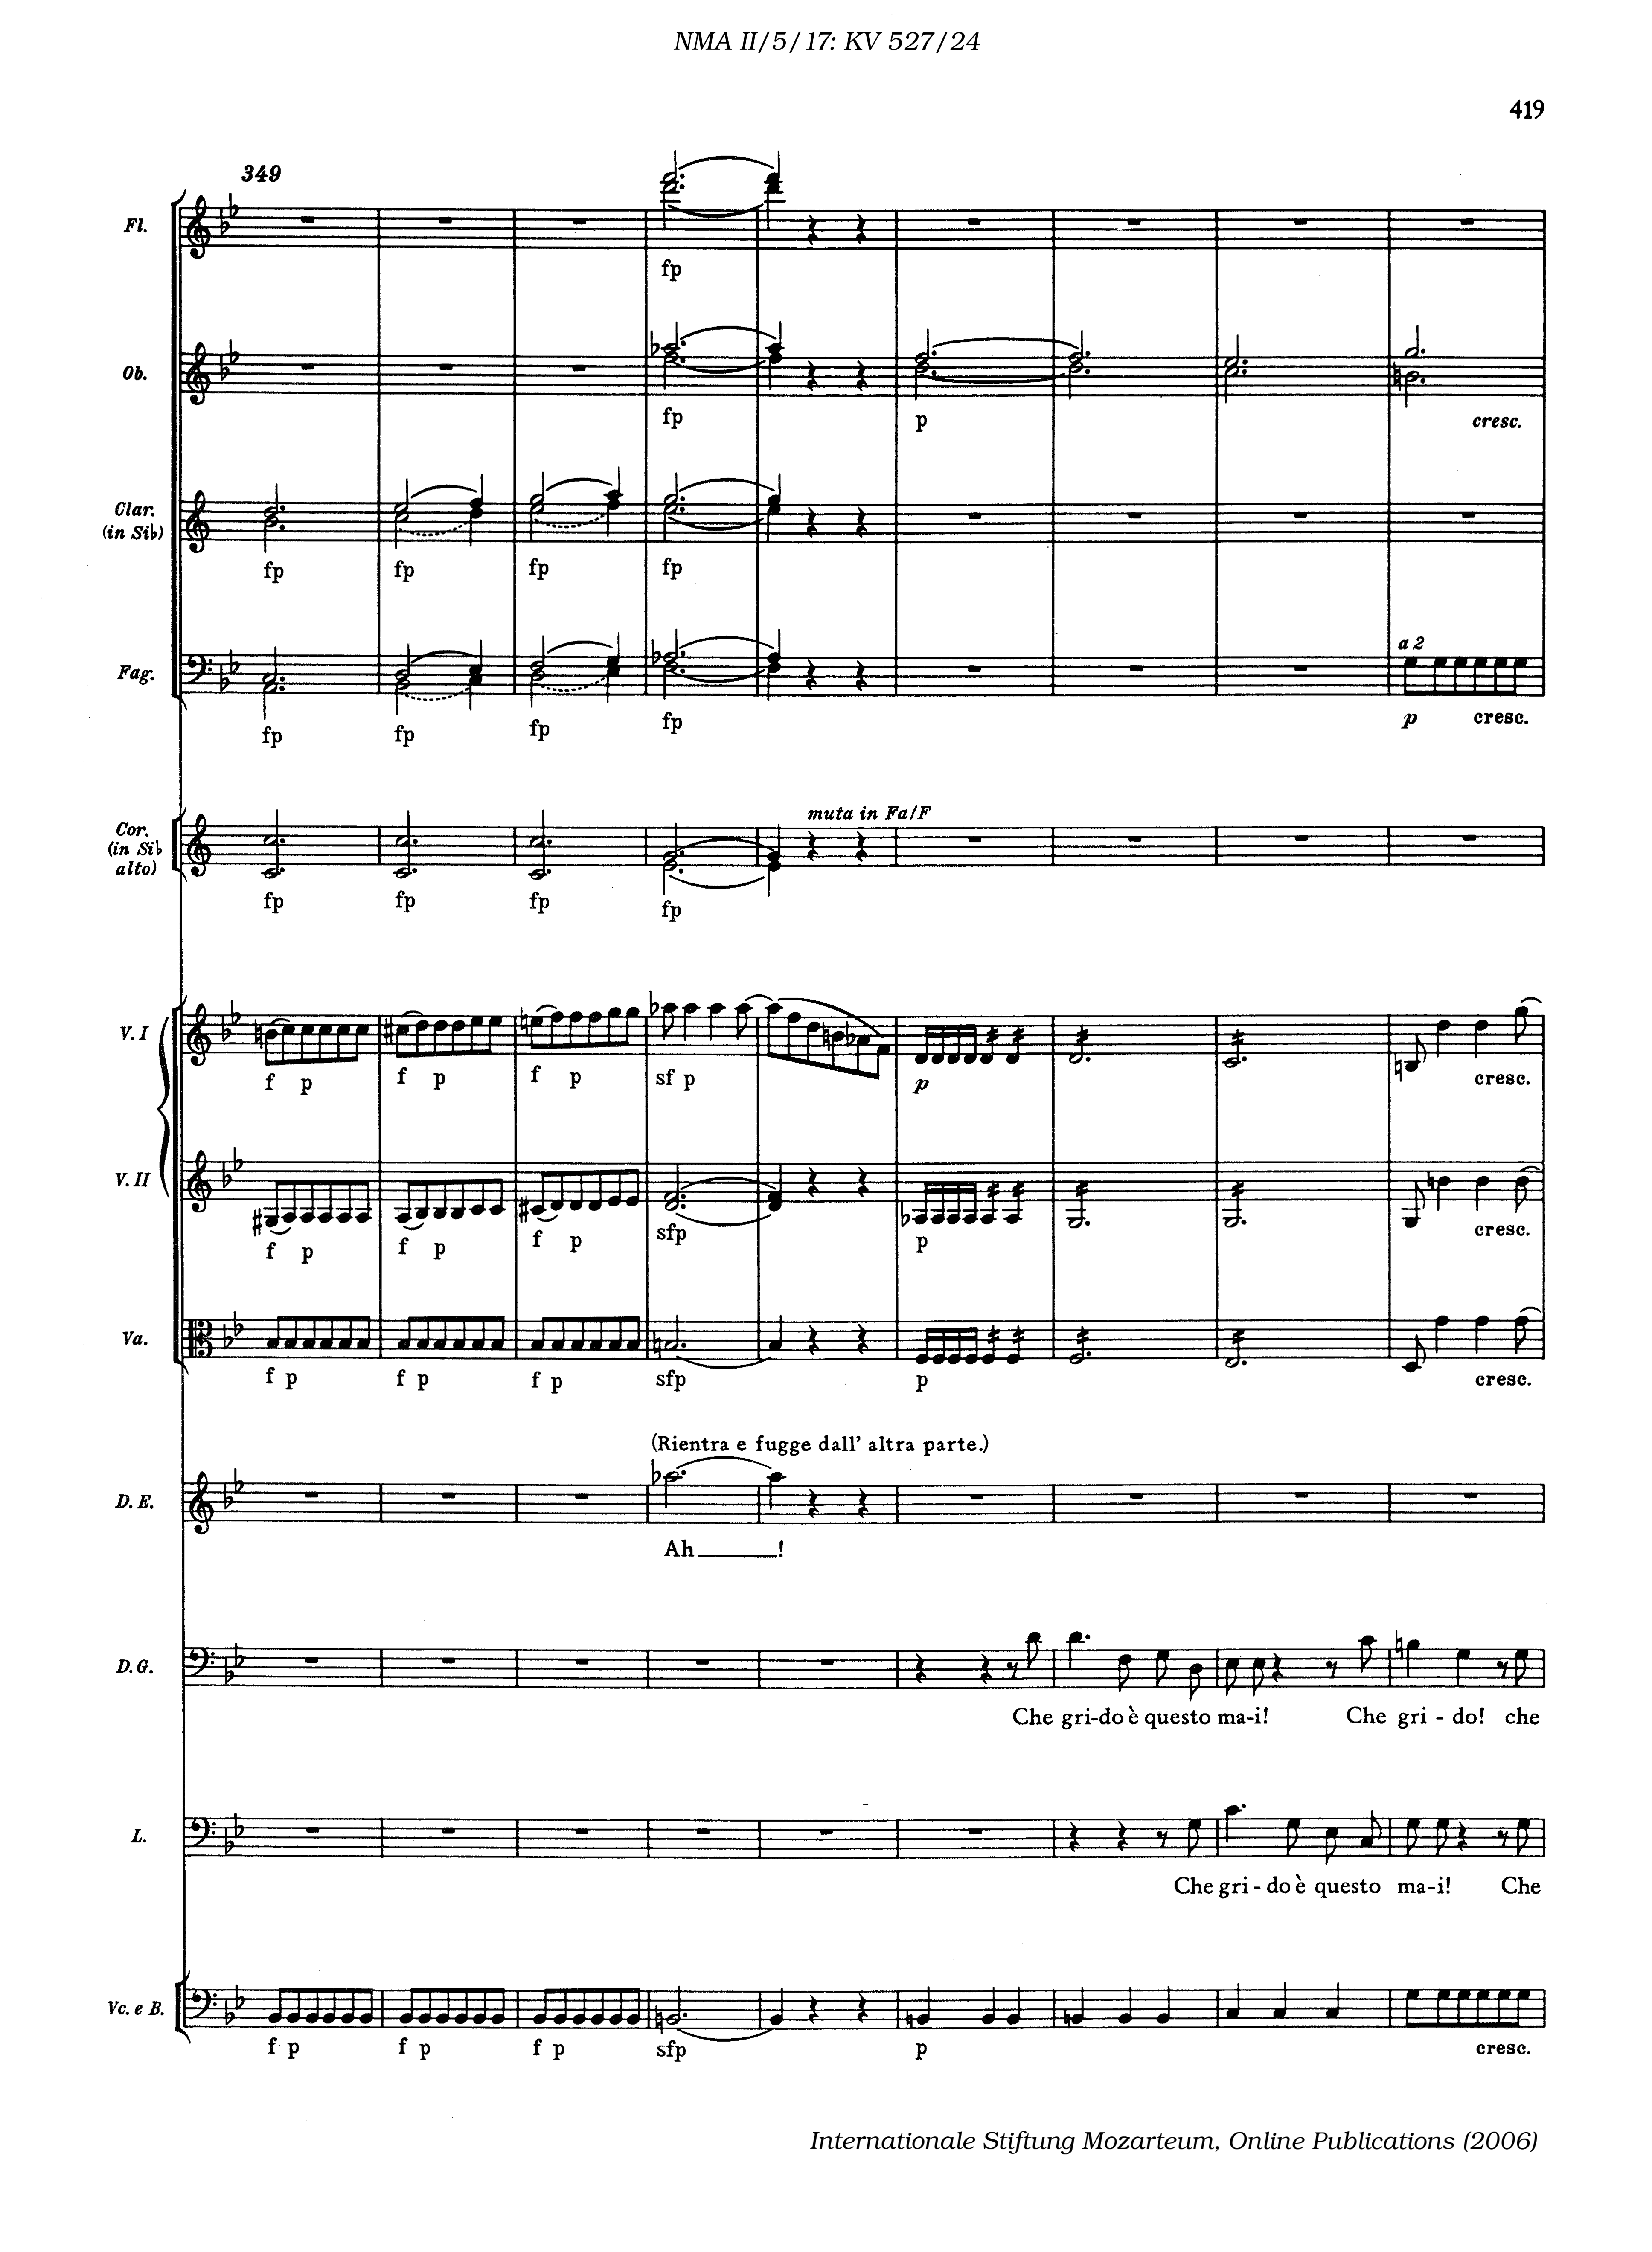 NMA II/5/17: KV 527/24
419
349
Fl.
fp
Ob.
fp p cresc.
Clar.
(in Sib)
fp fp fp fp
a 2
Fag.
fp fp fp fp p cresc.
muta in Fa/F
Cor.
(in Sib
alto)
fp fp fp fp
V. I
f p f p f p sf p p cresc.
V. II
f p f p f p sfp p cresc.
Va.
f p f p f p sfp p cresc.
(Rientra e fugge dall' altra parte.)
D. E.
Ah!
D. G.
Che gri-do è questo ma-i! Che gri - do! che
L.
Che gri - do è questo ma-i! Che
Vc. e B.
f p f p f p sfp p cresc.
Internationale Stiftung Mozarteum, Online Publications (2006)